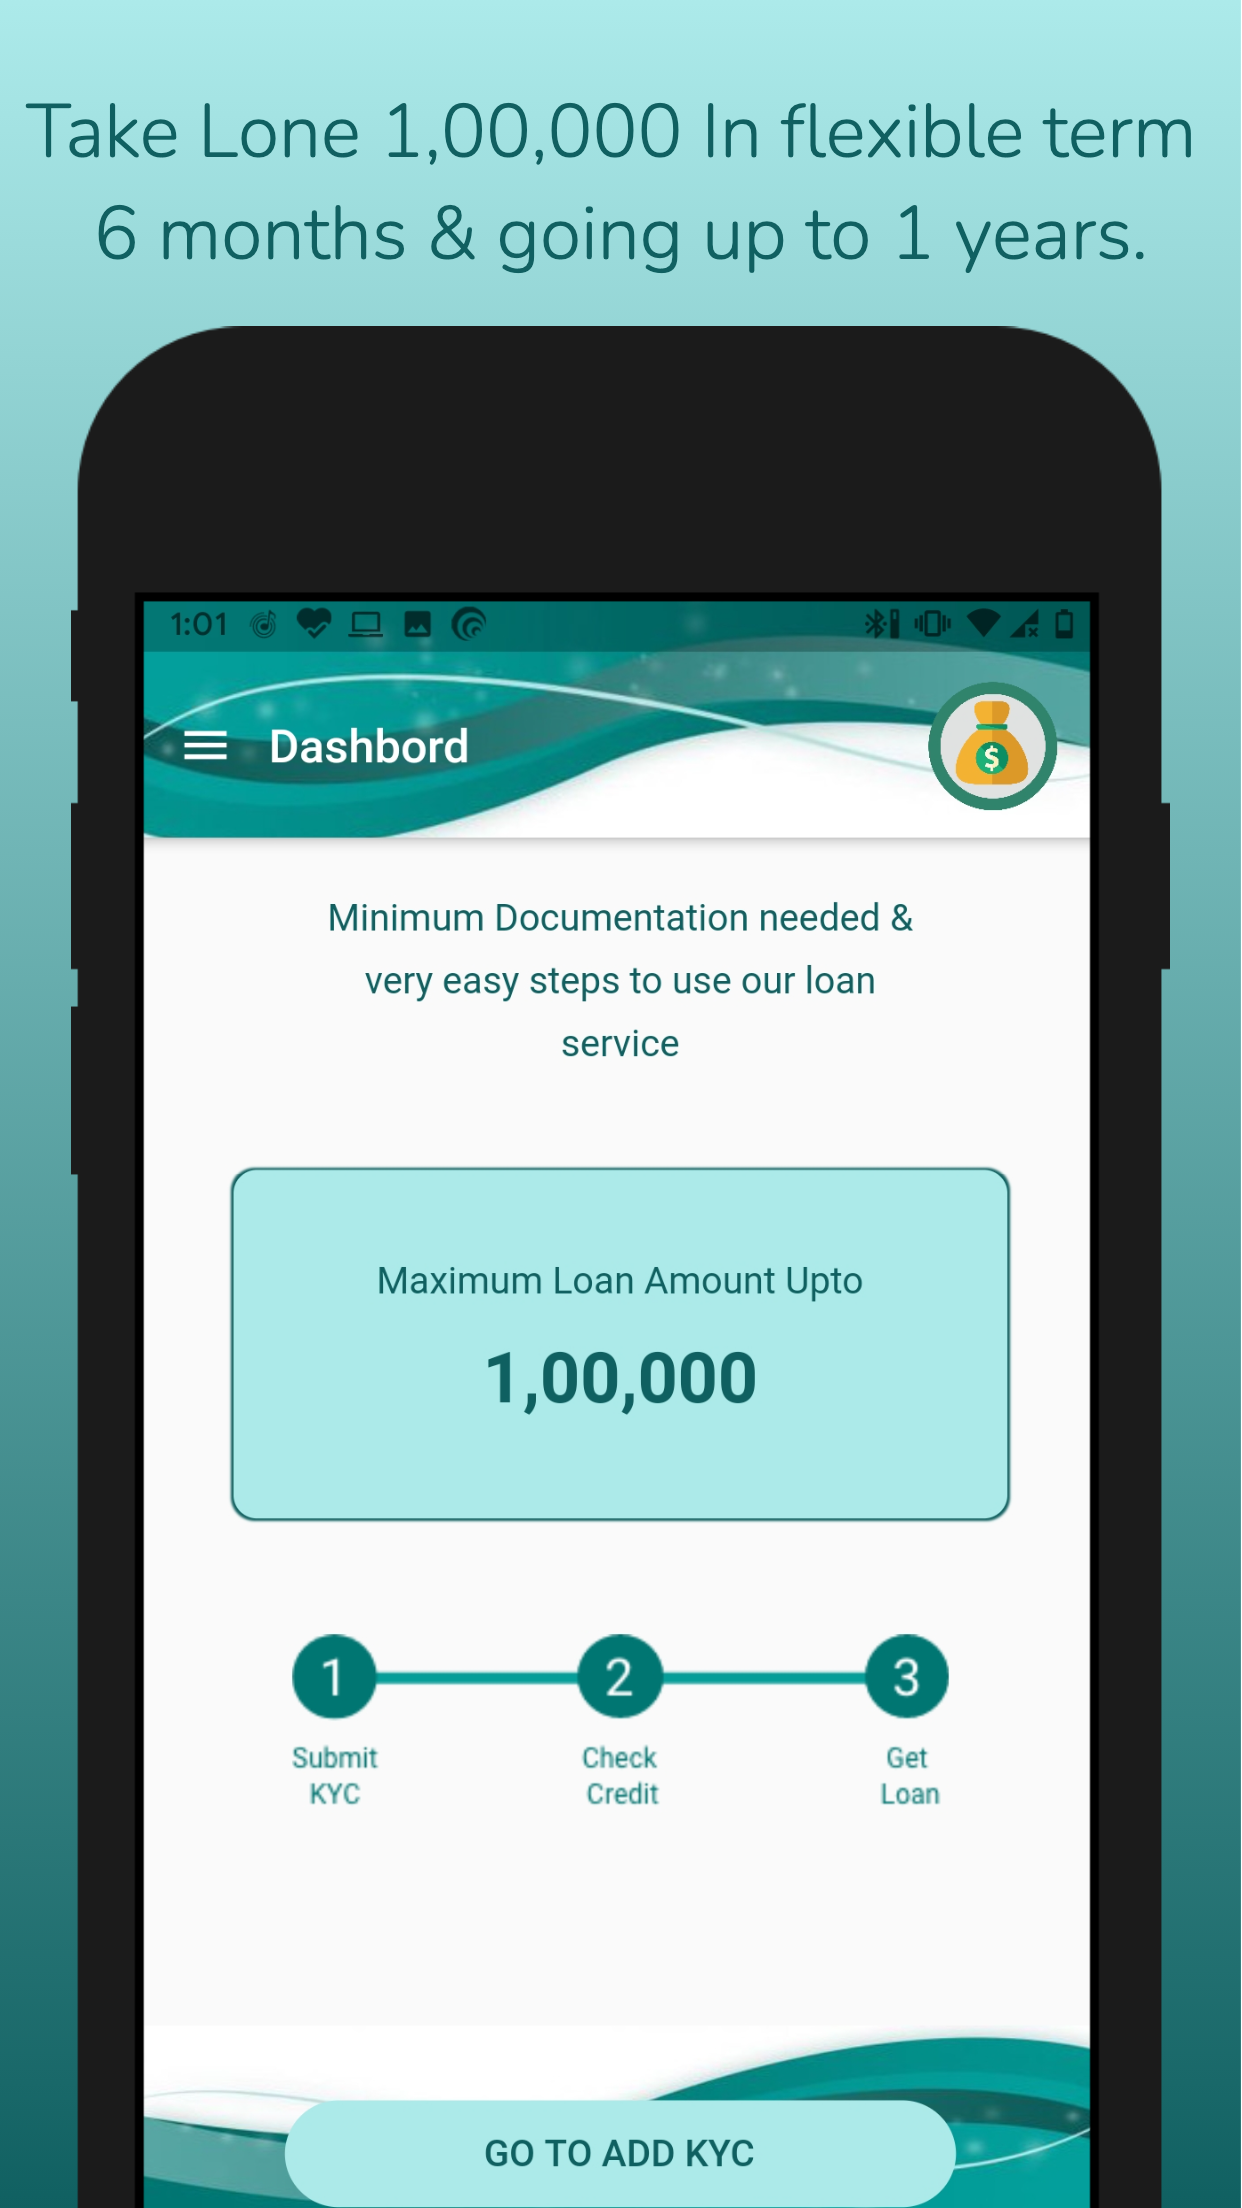 Take Lone 1,00,000 In flexible term
6 months & going up to 1 years.
1:01
Dashbord
$
Minimum Documentation needed &
very easy steps to use our loan
service
Maximum Loan Amount Upto
1,00,000
1 2 3
Submit Check Get
KYC Credit Loan
GO TO ADD KYC